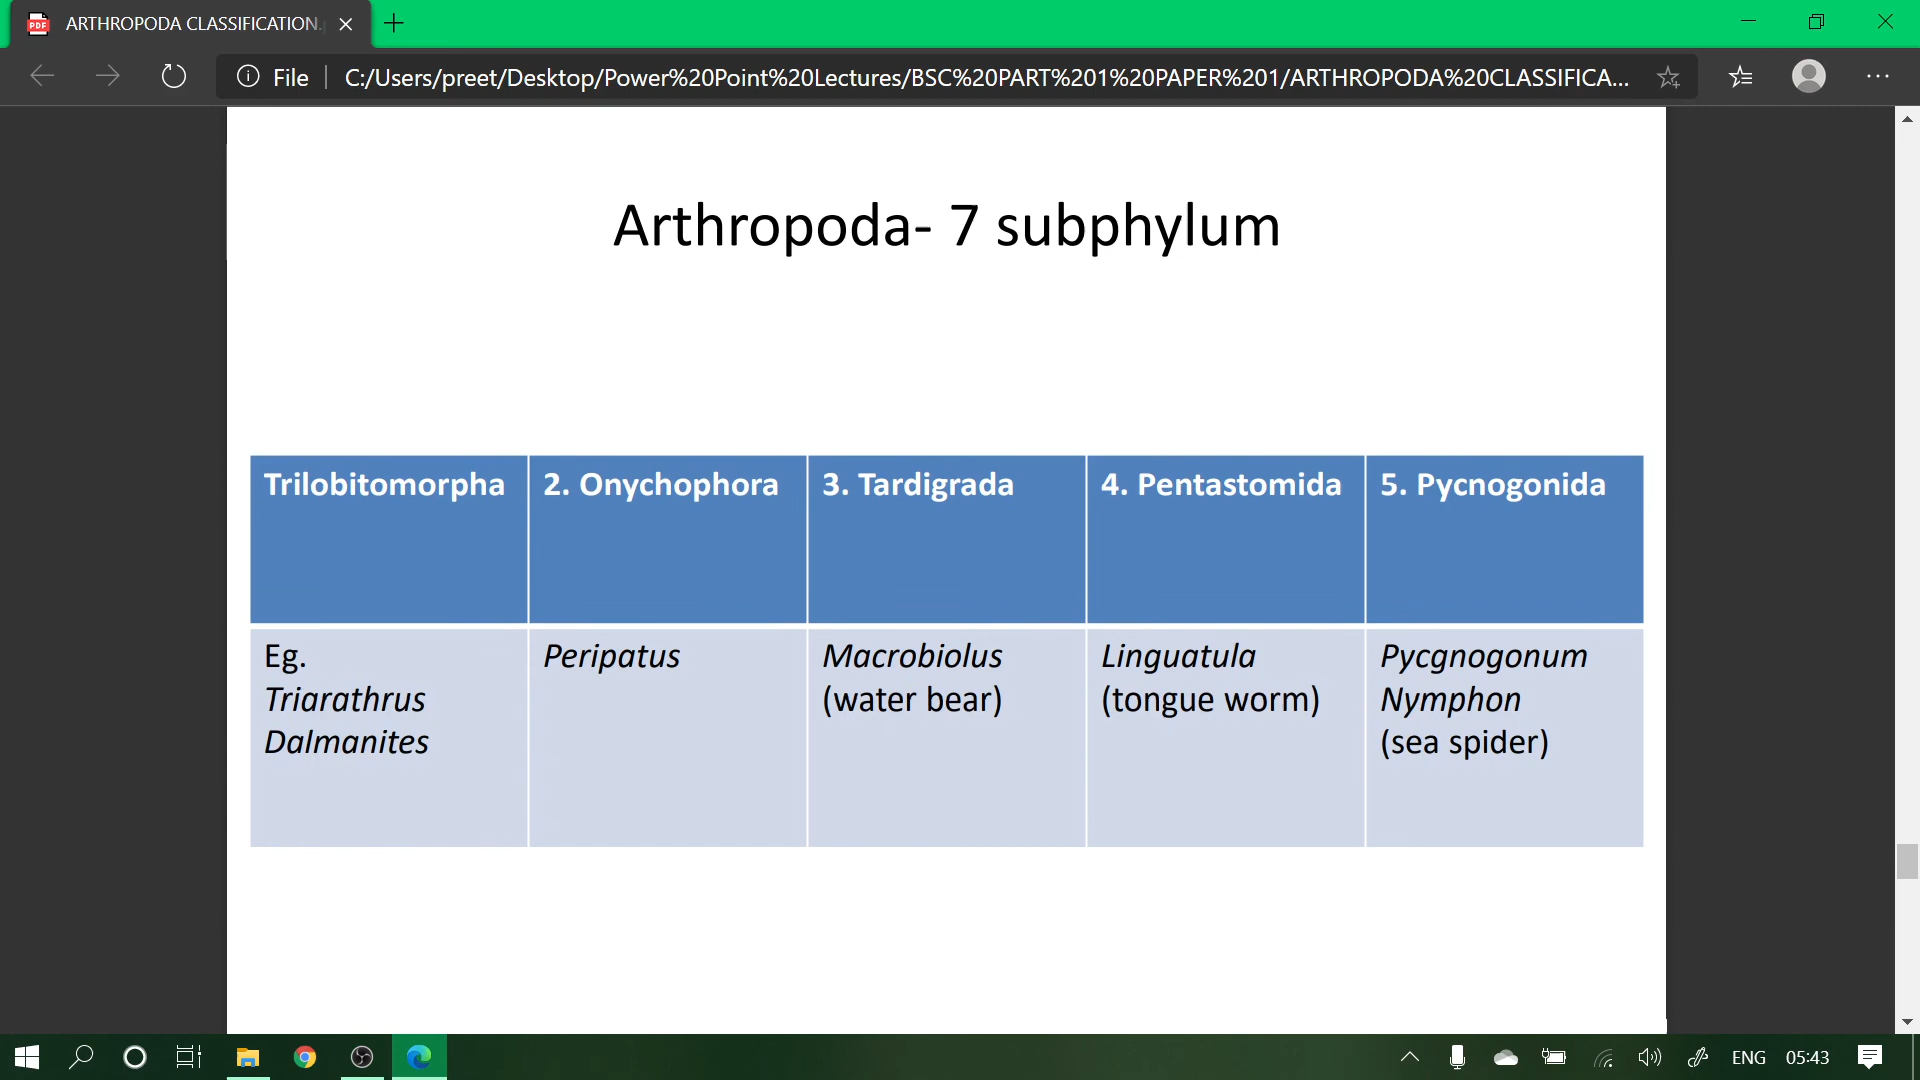 ARTHROPODA CLASSIFICATION.
File
C:/Users/preet/Desktop/Power%20Point%20Lectures/BSC%20PART%201%20PAPER%201/ARTHROPODA%20CLASSIFICA...
Arthropoda- 7 subphylum
Trilobitomorpha 2. Onychophora 3. Tardigrada 4. Pentastomida 5. Pycnogonida
Eg. Peripatus Macrobiolus Linguatula Pycgnogonum
Triarathrus (water bear) (tongue worm) Nymphon
Dalmanites (sea spider)
ENG 05:43